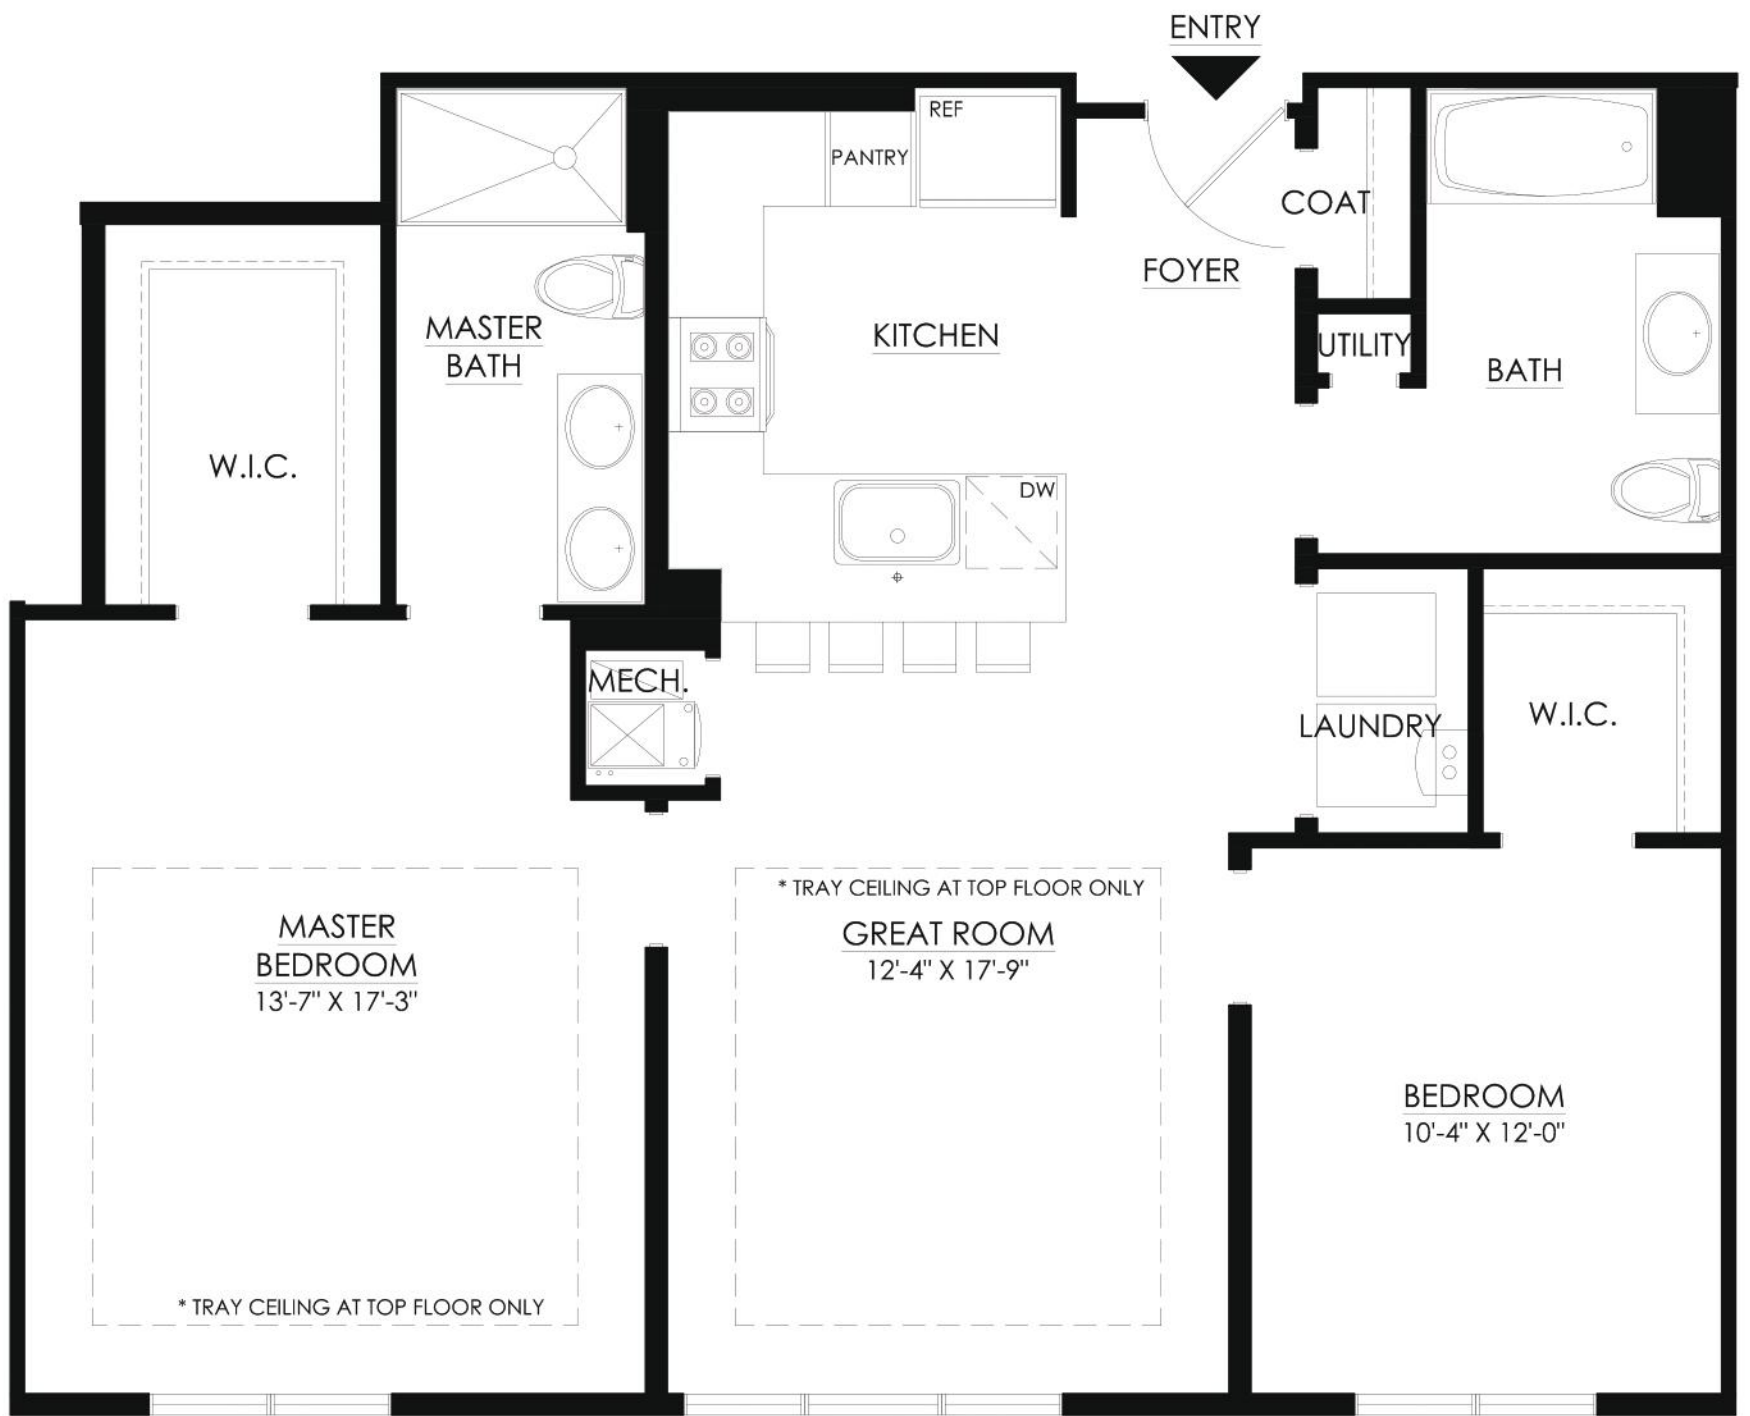 ENTRY
REF
PANTRY
COAT
FOYER
KITCHEN
MASTER
BATH
UTILITY
BATH
W.I.C.
DW
MECH.
LAUNDRY
W.I.C.
* TRAY CEILING AT TOP FLOOR ONLY
MASTER
BEDROOM
13'-7" X 17'-3"
GREAT ROOM
12'-4" X 17'-9"
BEDROOM
10'-4" X 12'-0"
* TRAY CEILING AT TOP FLOOR ONLY